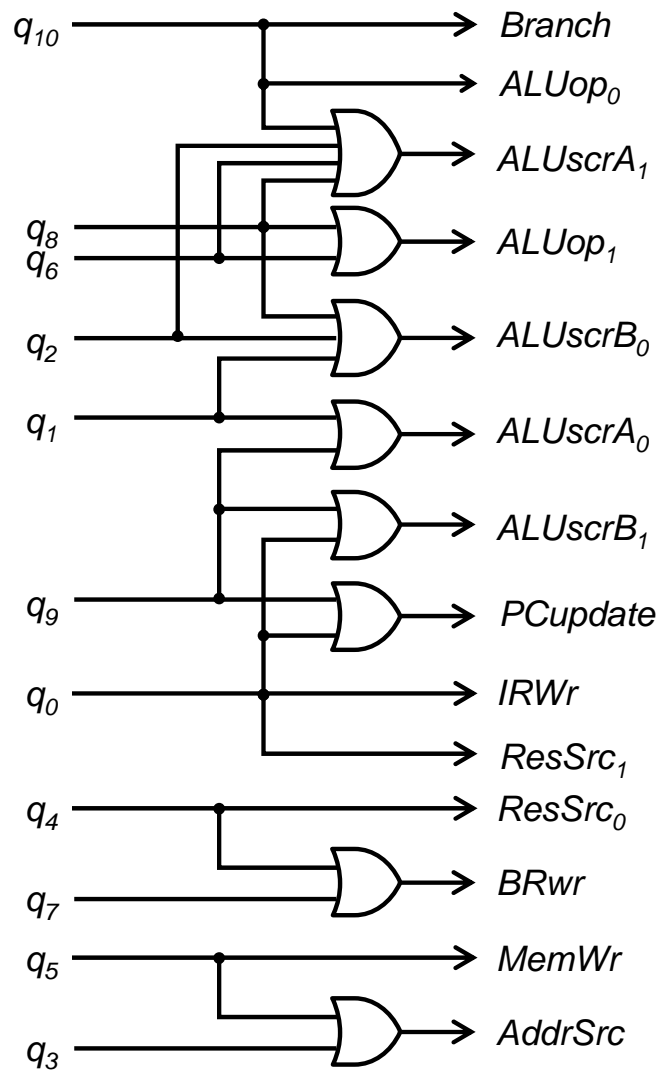 q10 Branch
ALUop0
ALUscrA1
q8 ALUop1
q6
q2 ALUscrB0
q1 ALUscrA0
ALUscrB1
q9 PCupdate
q0 IRWr
ResSrc1
q4 ResSrc0
q7 BRwr
q5 MemWr
q3 AddrSrc